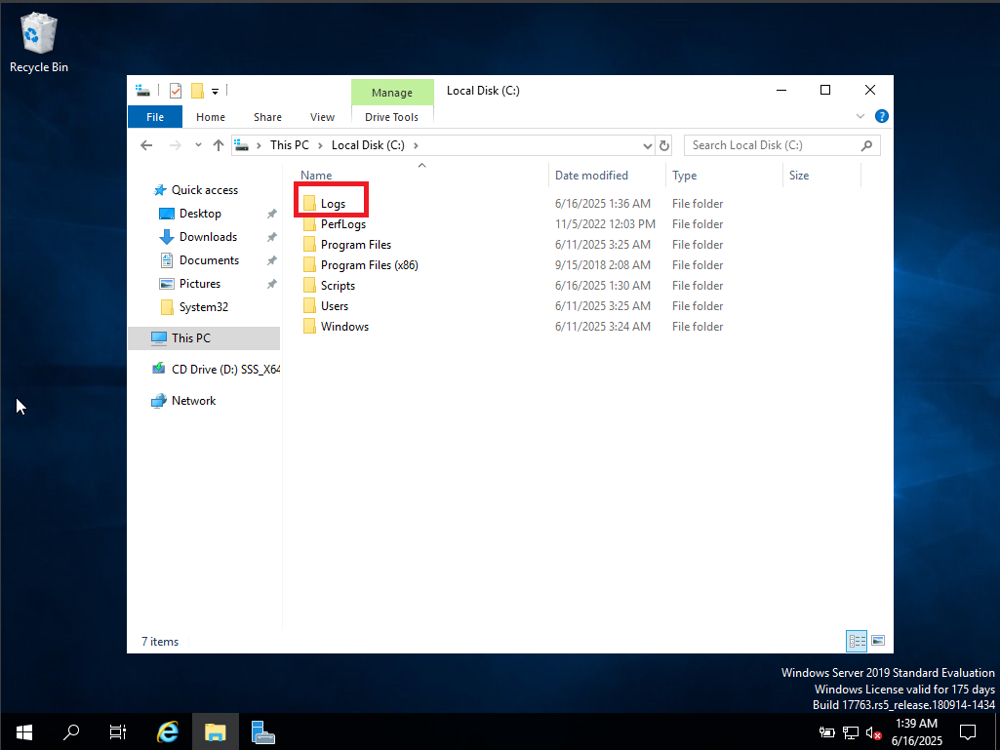 Recycle Bin
Manage
Local Disk (C:)
File
Home
Share
View
Drive Tools
?
This PC
Local Disk (C:)
Search Local Disk (C:)
Name
Date modified
Type
Size
Quick access
Desktop
Downloads
Documents
Pictures
System32
This PC
CD Drive (D:) SSS_X64
Network
Logs
6/16/2025 1:36 AM
File folder
PerfLogs
11/5/2022 12:03 PM
File folder
Program Files
6/11/2025 3:25 AM
File folder
Program Files (x86)
9/15/2018 2:08 AM
File folder
Scripts
6/16/2025 1:30 AM
File folder
Users
6/11/2025 3:25 AM
File folder
Windows
6/11/2025 3:24 AM
File folder
7 items
Windows Server 2019 Standard Evaluation
Windows License valid for 175 days
Build 17763.rs5_release.180914-1434
1:39 AM
6/16/2025